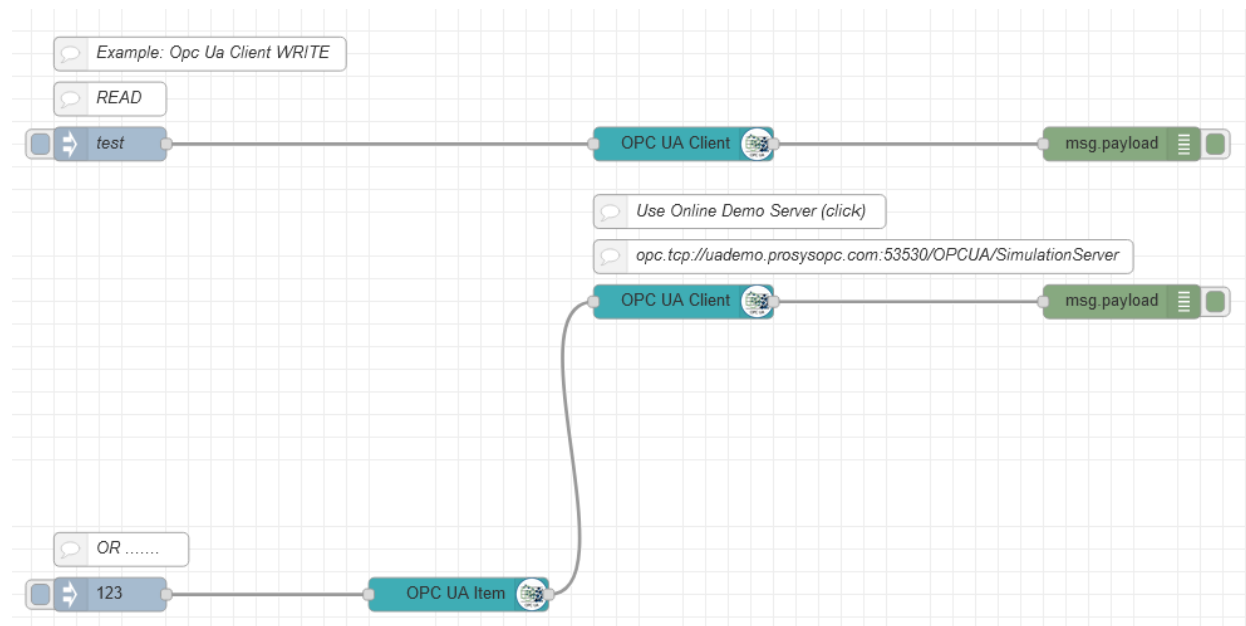 Example: Opc Ua Client WRITE
READ
test
OPC UA Client
msg.payload
Use Online Demo Server (click)
opc.tcp://uademo.prosysopc.com:53530/OPCUA/SimulationServer
OPC UA Client
msg.payload
OR .......
123
OPC UA Item